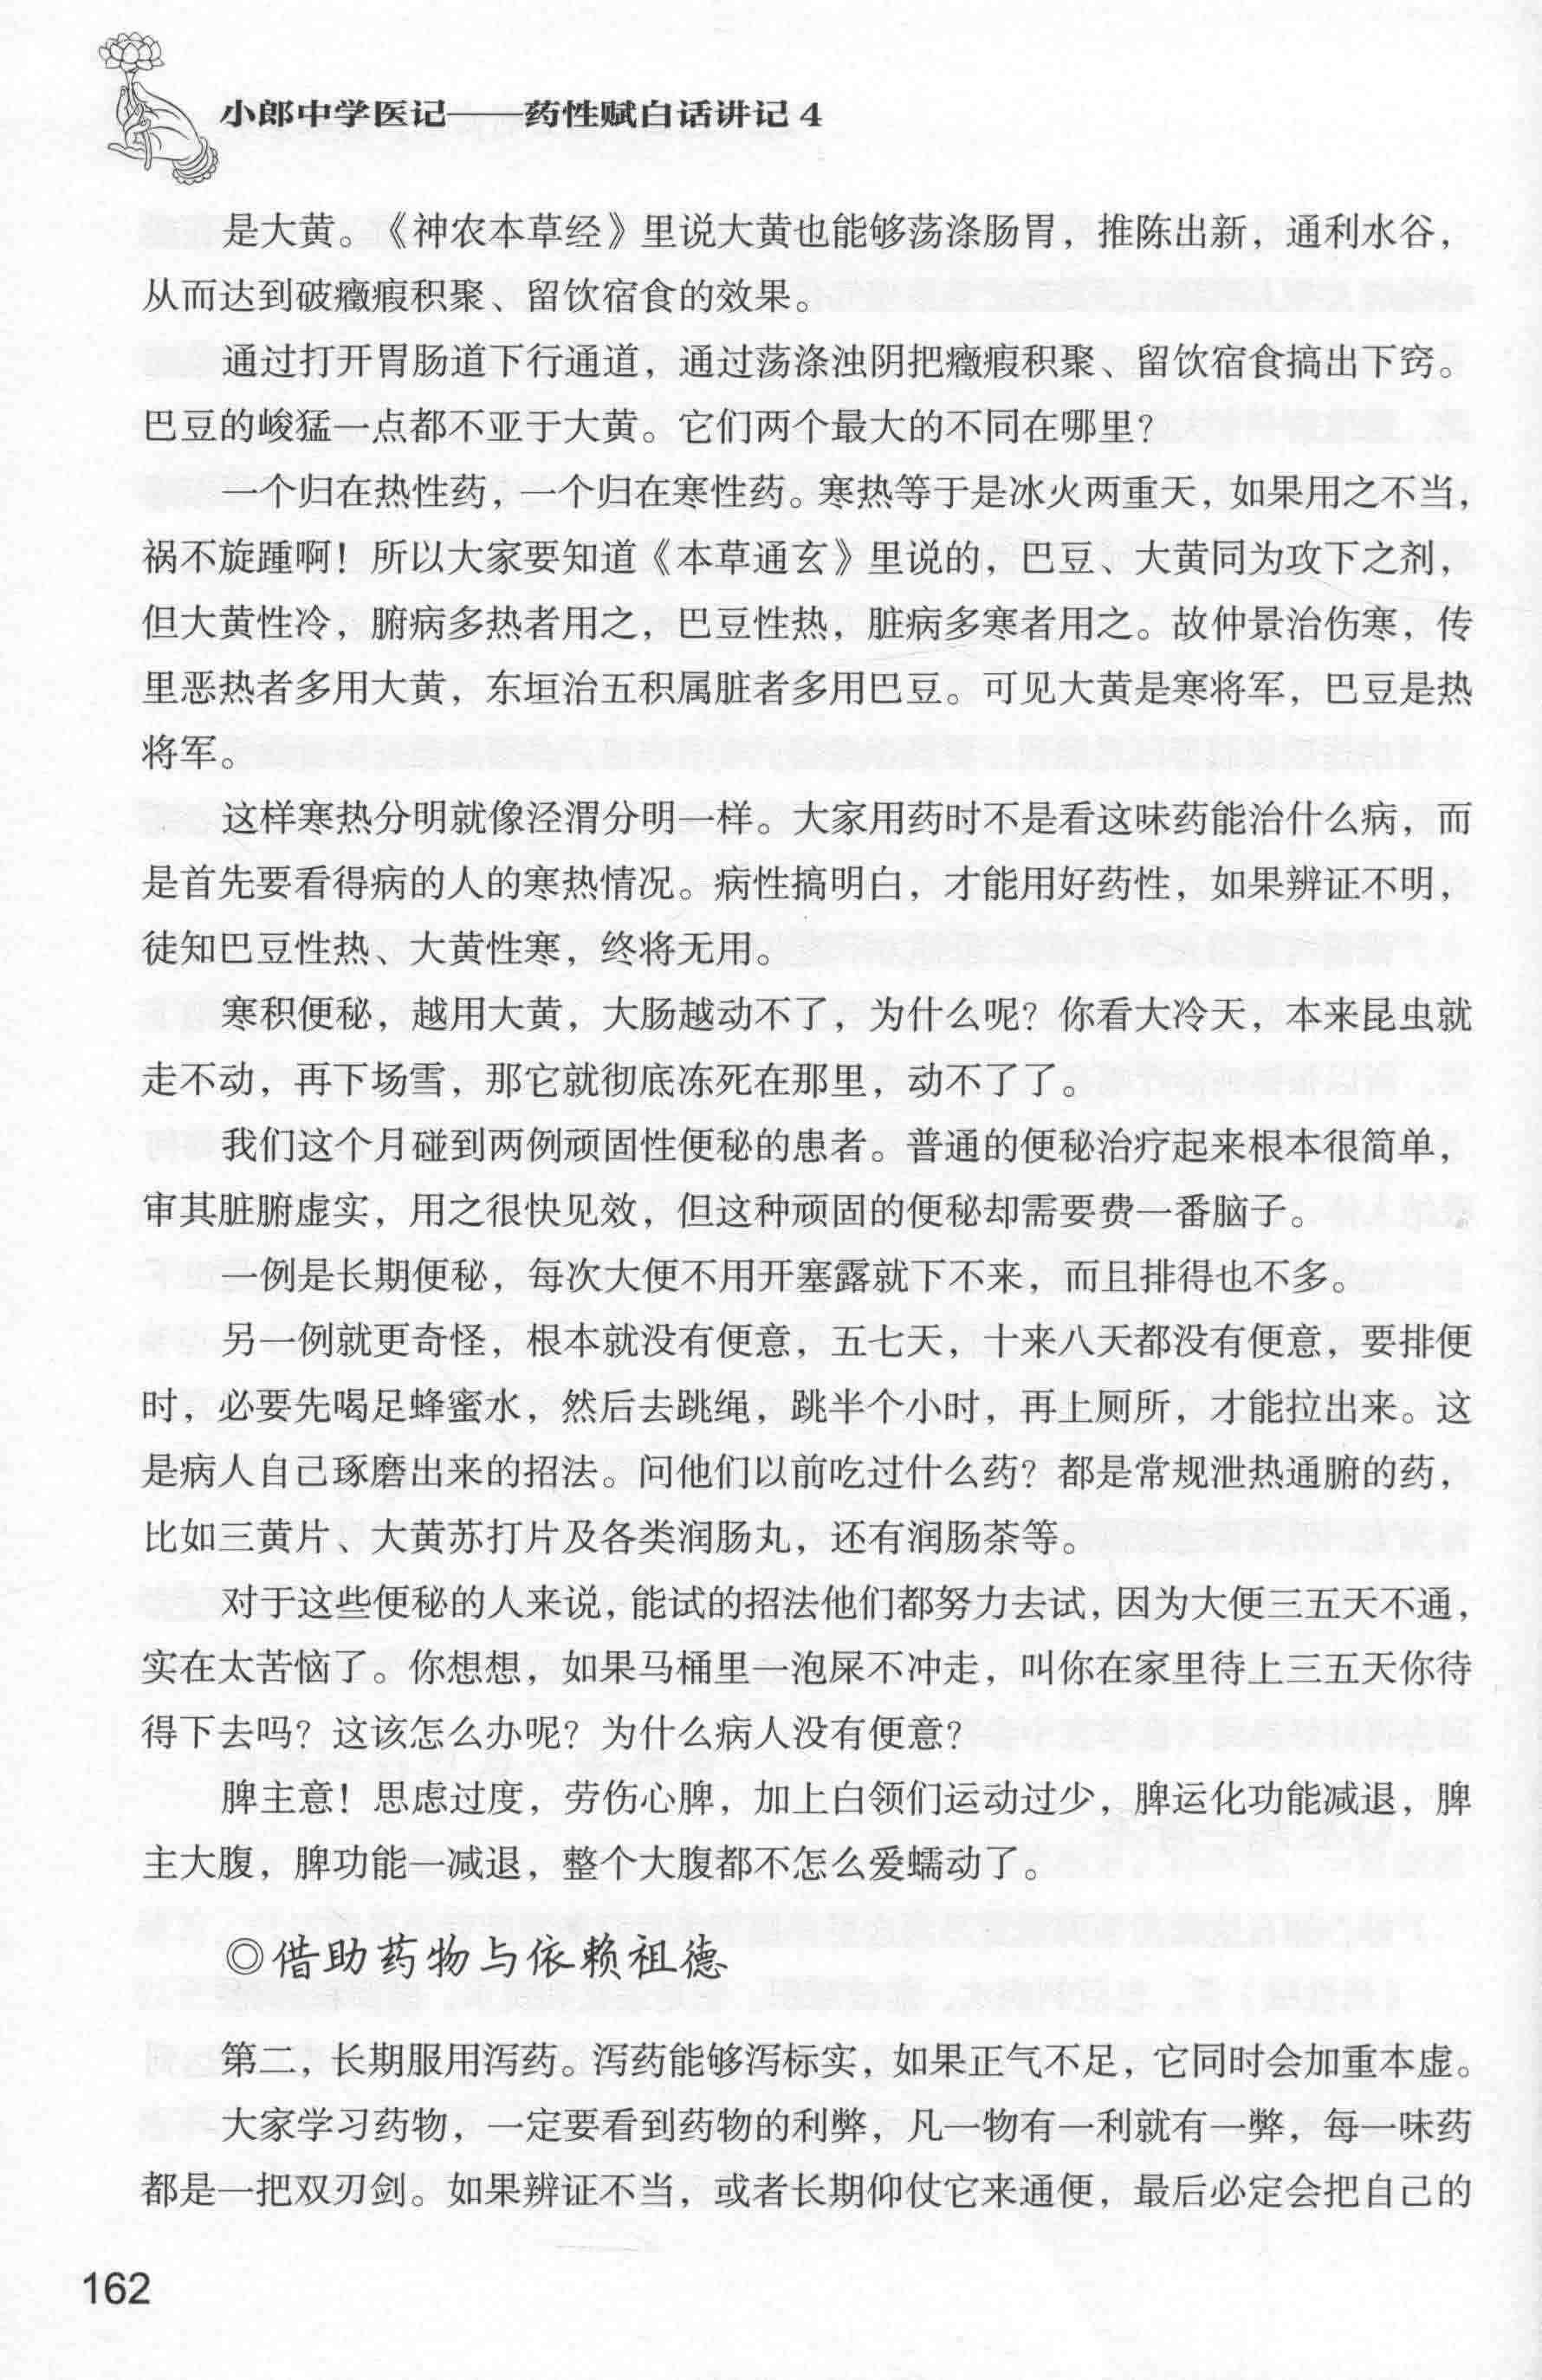 小郎中学医记——药性赋白话讲记4
是大黄。《神农本草经》里说大黄也能够荡涤肠胃，推陈出新，通利水谷，
从而达到破癥瘕积聚、留饮宿食的效果。
通过打开胃肠道下行通道，通过荡涤浊阴把癥瘕积聚、留饮宿食搞出下窍。
巴豆的峻猛一点都不亚于大黄。它们两个最大的不同在哪里？
一个归在热性药，一个归在寒性药。寒热等于是冰火两重天，如果用之不当，
祸不旋踵啊！所以大家要知道《本草通玄》里说的，巴豆、大黄同为攻下之剂，
但大黄性冷，腑病多热者用之，巴豆性热，脏病多寒者用之。故仲景治伤寒，传
里恶热者多用大黄，东垣治五积属脏者多用巴豆。可见大黄是寒将军，巴豆是热
将军。
这样寒热分明就像泾渭分明一样。大家用药时不是看这味药能治什么病，而
是首先要看得病的人的寒热情况。病性搞明白，才能用好药性，如果辨证不明，
徒知巴豆性热、大黄性寒，终将无用。
寒积便秘，越用大黄，大肠越动不了，为什么呢？你看大冷天，本来昆虫就
走不动，再下场雪，那它就彻底冻死在那里，动不了了。
我们这个月碰到两例顽固性便秘的患者。普通的便秘治疗起来根本很简单，
审其脏腑虚实，用之很快见效，但这种顽固的便秘却需要费一番脑子。
一例是长期便秘，每次大便不用开塞露就下不来，而且排得也不多。
另一例就更奇怪，根本就没有便意，五七天，十来八天都没有便意，要排便
时，必要先喝足蜂蜜水，然后去跳绳，跳半个小时，再上厕所，才能拉出来。这
是病人自己琢磨出来的招法。问他们以前吃过什么药？都是常规泄热通腑的药，
比如三黄片、大黄苏打片及各类润肠丸，还有润肠茶等。
对于这些便秘的人来说，能试的招法他们都努力去试，因为大便三五天不通，
实在太苦恼了。你想想，如果马桶里一泡屎不冲走，叫你在家里待上三五天你待
得下去吗？这该怎么办呢？为什么病人没有便意？
脾主意！思虑过度，劳伤心脾，加上白领们运动过少，脾运化功能减退，脾
主大腹，脾功能一减退，整个大腹都不怎么爱蠕动了。
◎借助药物与依赖祖德
第二，长期服用泻药。泻药能够泻标实，如果正气不足，它同时会加重本虚。
大家学习药物，一定要看到药物的利弊，凡一物有一利就有一弊，每一味药
都是一把双刃剑。如果辨证不当，或者长期仰仗它来通便，最后必定会把自己的
162